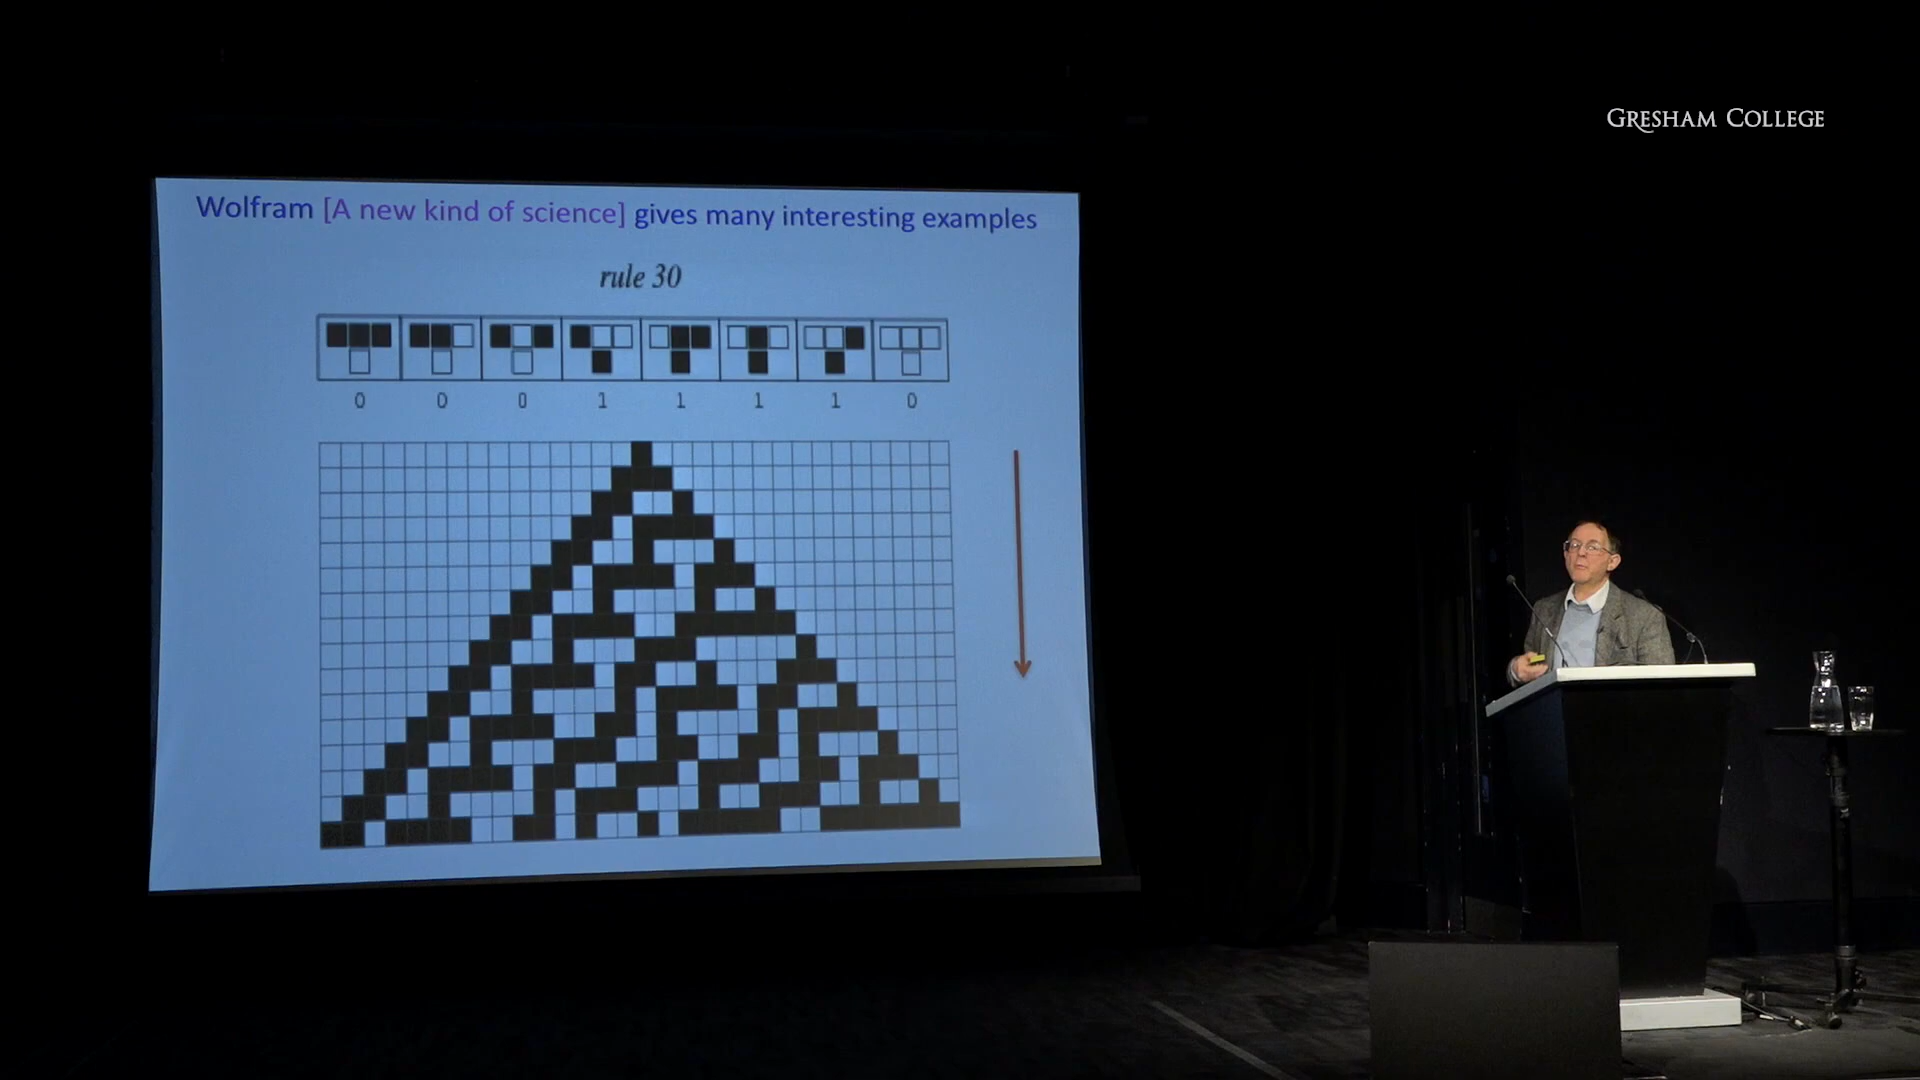 GRESHAM COLLEGE
Wolfram [A new kind of science] gives many interesting examples
rule 30
0 0 0 1 1 1 1 0